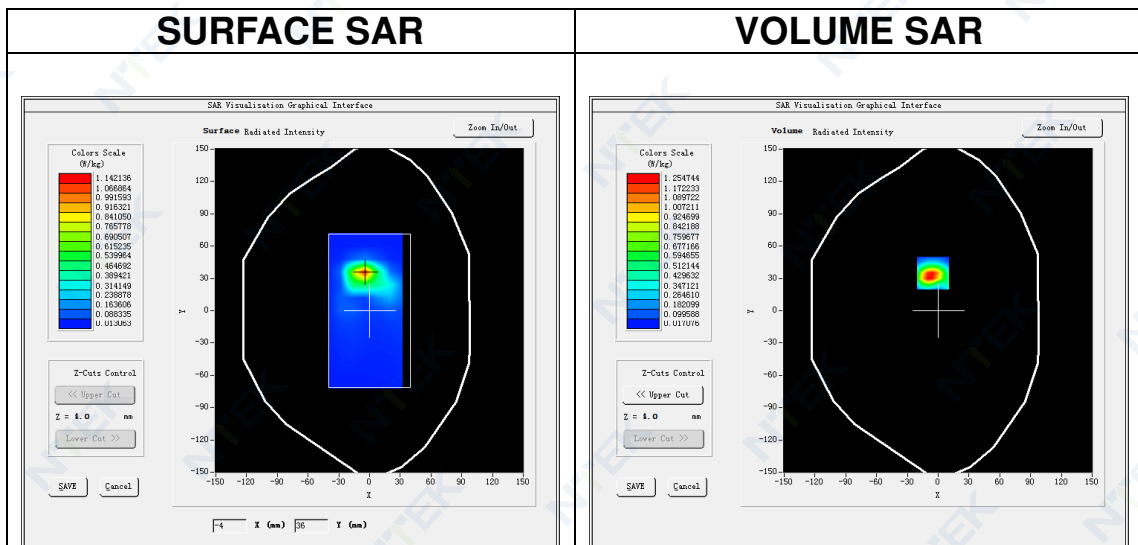 SURFACE SAR
VOLUME SAR
SAR Visualisation Graphical Interface
Surface Radiated Intensity
Zoom In/Out
Colors Scale
(W/kg)
1.142136
1.066864
0.991593
0.916321
0.841050
0.765778
0.690507
0.615235
0.539964
0.464692
0.389421
0.314149
0.238878
0.163606
0.088335
0.013063
Z-Cuts Control
<< Upper Cut
Z = 4.0 mm
Lower Cut >>
SAVE
Cancel
150
120
90
60
30
0
-30
-60
-90
-120
-150
Y
-150 -120 -90 -60 -30 0 30 60 90 120 150
X
-4 X (mm) 36 Y (mm)
SAR Visualisation Graphical Interface
Volume Radiated Intensity
Zoom In/Out
Colors Scale
(W/kg)
1.254744
1.172233
1.089722
1.007211
0.924699
0.842188
0.759677
0.677166
0.594655
0.512144
0.429632
0.347121
0.264610
0.182099
0.099588
0.017076
Z-Cuts Control
<< Upper Cut
Z = 4.0 mm
Lower Cut >>
SAVE
Cancel
150
120
90
60
30
0
-30
-60
-90
-120
-150
Y
-150 -120 -90 -60 -30 0 30 60 90 120 150
X
NTEK